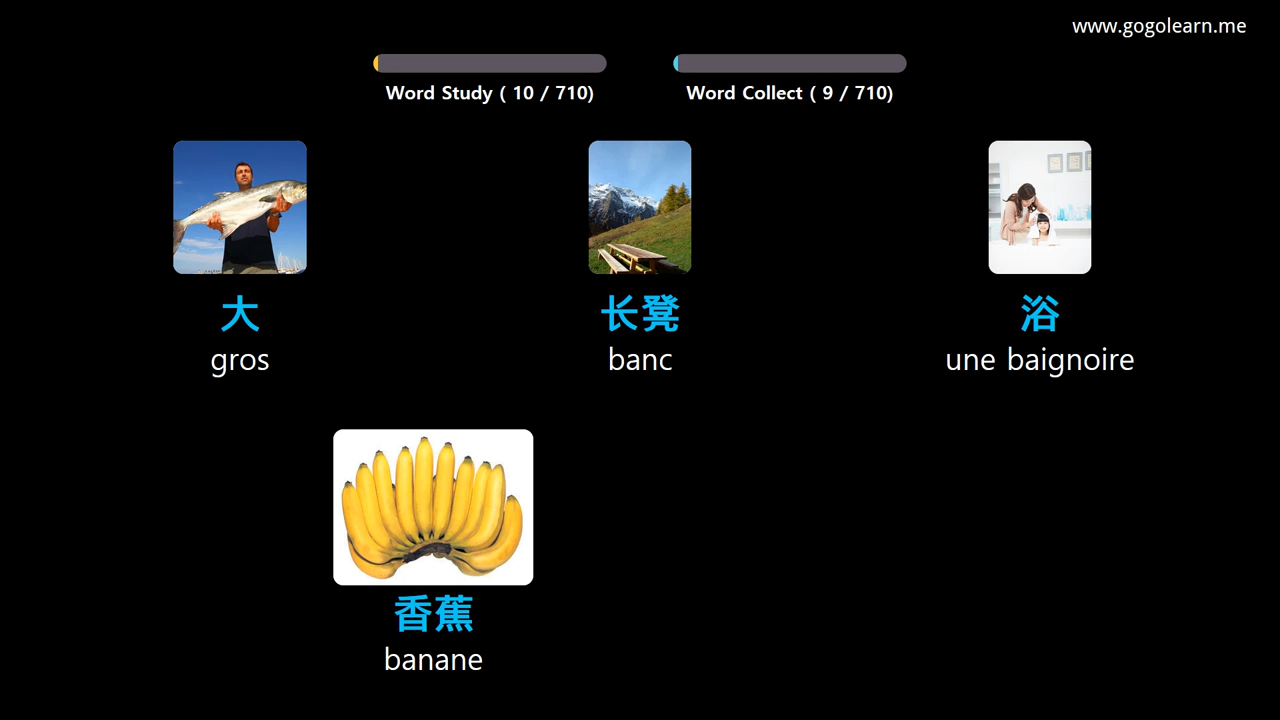 www.gogolearn.me
Word Study ( 10 / 710)
Word Collect ( 9 / 710)
大
gros
长凳
banc
浴
une baignoire
香蕉
banane